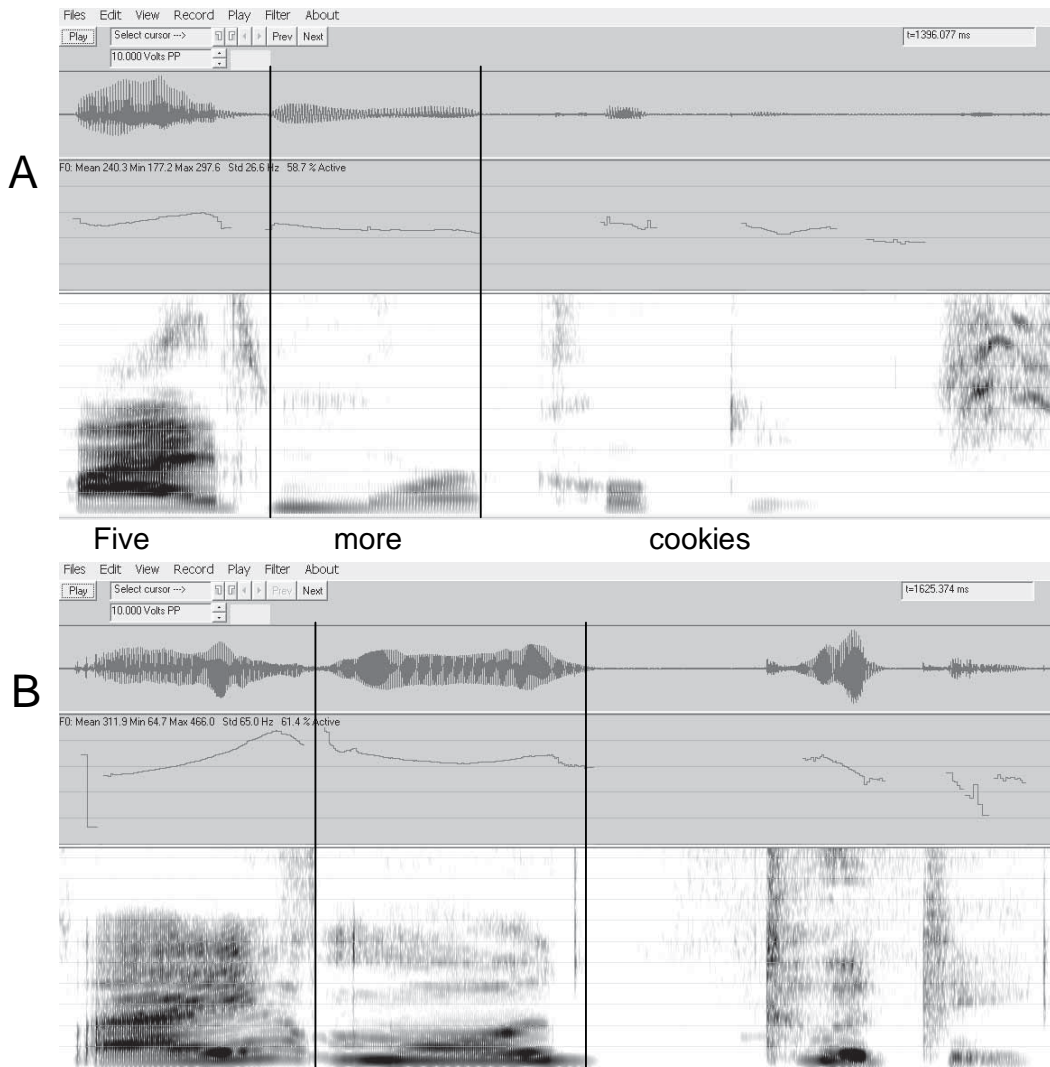 Files Edit View Record Play Filter About
Play Select cursor ---> Prev Next t=1396.077 ms
10.000 Volts PP
A
F0: Mean 240.3 Min 177.2 Max 297.6 Std 26.6 Hz 58.7 % Active
Five more cookies
Files Edit View Record Play Filter About
Play Select cursor ---> Prev Next t=1625.374 ms
10.000 Volts PP
B
F0: Mean 311.9 Min 64.7 Max 466.0 Std 65.0 Hz 61.4 % Active